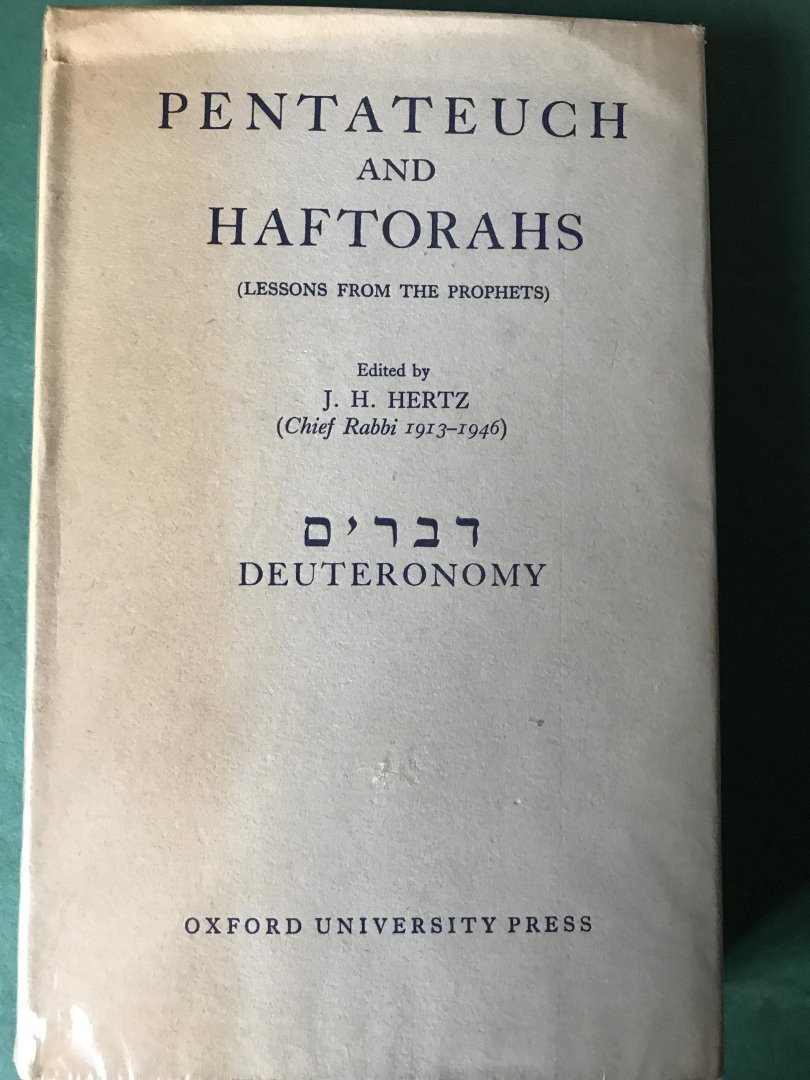 PENTATEUCH
AND
HAFTORAHS
(LESSONS FROM THE PROPHETS)
Edited by
J. H. HERTZ
(Chief Rabbi 1913–1946)
דברים
DEUTERONOMY
OXFORD UNIVERSITY PRESS